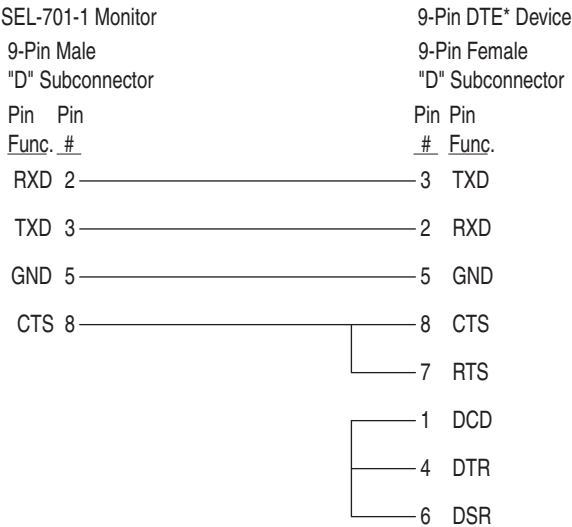 SEL-701-1 Monitor 9-Pin DTE* Device
9-Pin Male 9-Pin Female
"D" Subconnector "D" Subconnector
Pin Pin Pin Pin
Func. # # Func.
RXD 2 3 TXD
TXD 3 2 RXD
GND 5 5 GND
CTS 8 8 CTS
7 RTS
1 DCD
4 DTR
6 DSR